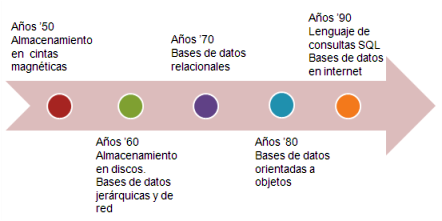 Años '50
Almacenamiento
en cintas
magnéticas
Años '60
Almacenamiento
en discos.
Bases de datos
jerárquicas y de
red
Años '70
Bases de datos
relacionales
Años '80
Bases de datos
orientadas a
objetos
Años '90
Lenguaje de
consultas SQL
Bases de datos
en internet